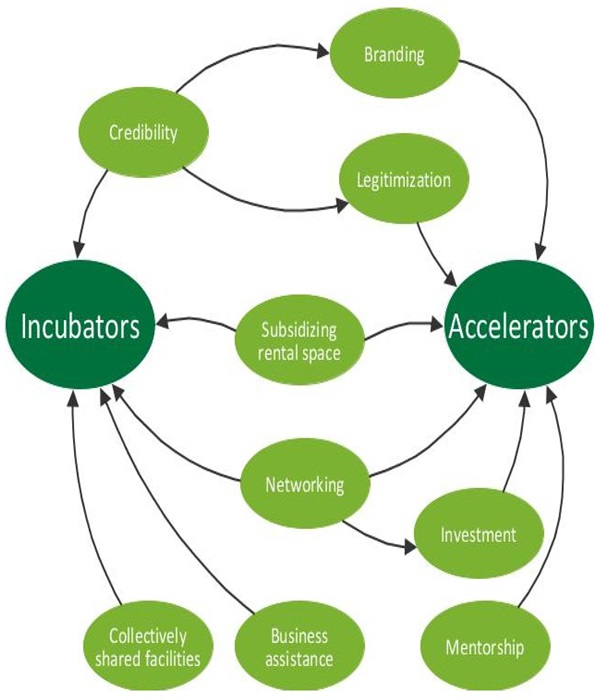 Branding
Credibility
Legitimization
Incubators
Subsidizing
rental space
Accelerators
Networking
Investment
Collectively
shared facilities
Business
assistance
Mentorship